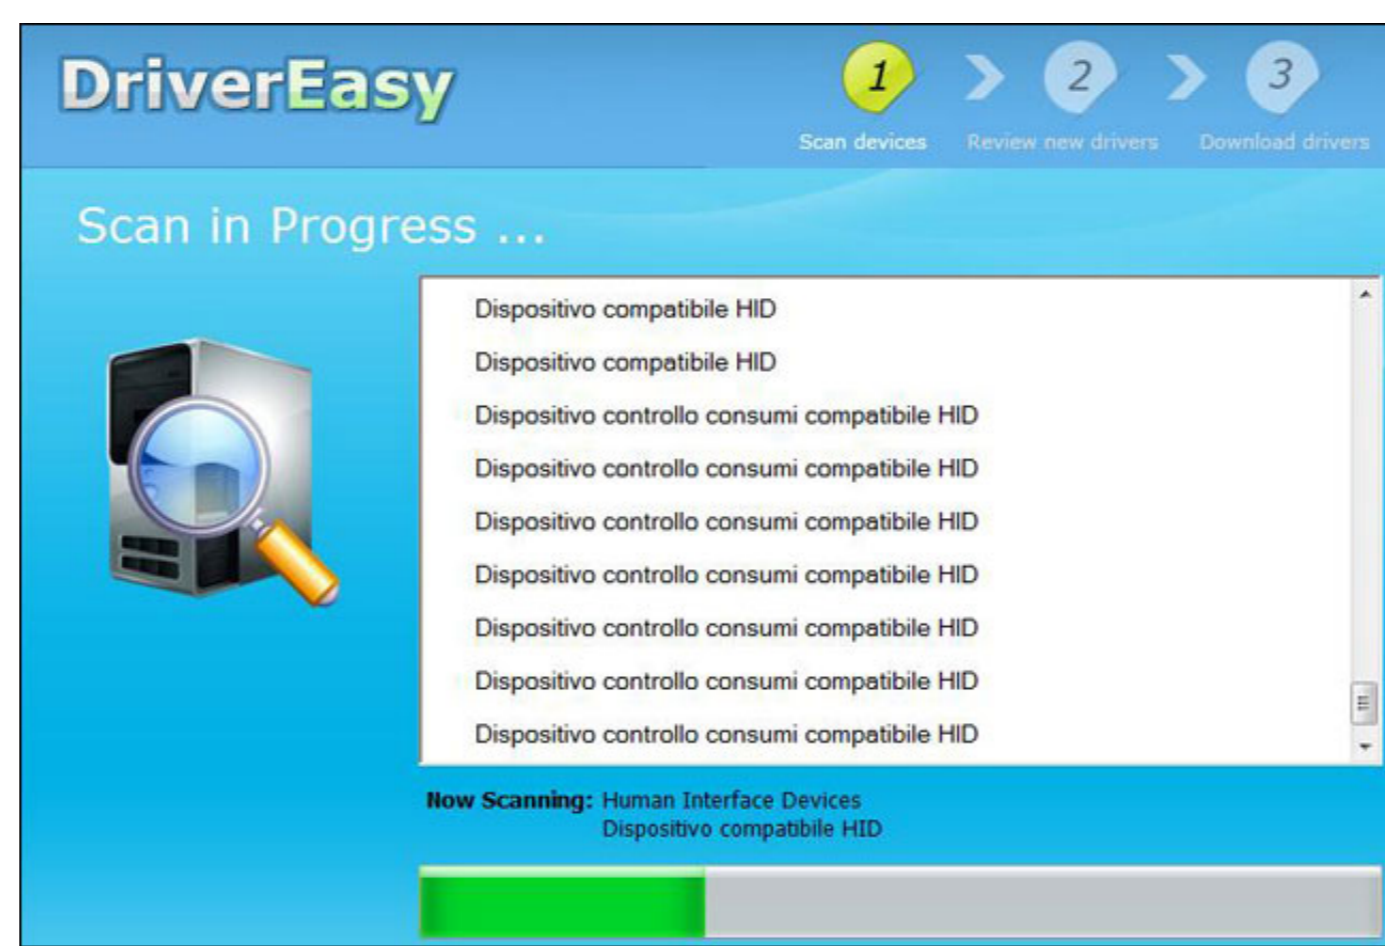 DriverEasy
1 2 3
Scan devices Review new drivers Download drivers
Scan in Progress ...
Dispositivo compatibile HID
Dispositivo compatibile HID
Dispositivo controllo consumi compatibile HID
Dispositivo controllo consumi compatibile HID
Dispositivo controllo consumi compatibile HID
Dispositivo controllo consumi compatibile HID
Dispositivo controllo consumi compatibile HID
Dispositivo controllo consumi compatibile HID
Dispositivo controllo consumi compatibile HID
Now Scanning: Human Interface Devices
Dispositivo compatibile HID